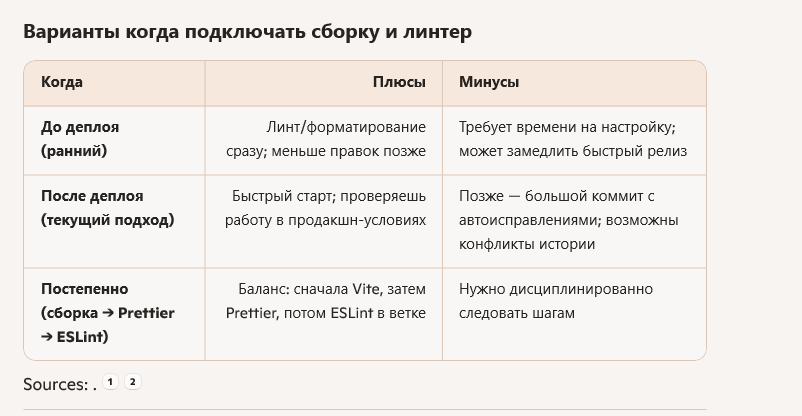 Варианты когда подключать сборку и линтер
Когда Плюсы Минусы
До деплоя (ранний) Линт/форматирование сразу; меньше правок позже Требует времени на настройку; может замедлить быстрый релиз
После деплоя (текущий подход) Быстрый старт; проверяешь работу в продакшн-условиях Позже — большой коммит с автоисправлениями; возможны конфликты истории
Постепенно (сборка → Prettier → ESLint) Баланс: сначала Vite, затем Prettier, потом ESLint в ветке Нужно дисциплинированно следовать шагам
Sources: . 1 2